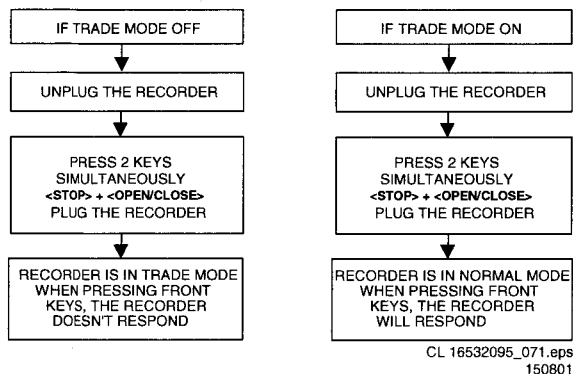 IF TRADE MODE OFF
UNPLUG THE RECORDER
PRESS 2 KEYS
SIMULTANEOUSLY
<STOP> + <OPEN/CLOSE>
PLUG THE RECORDER
RECORDER IS IN TRADE MODE
WHEN PRESSING FRONT
KEYS, THE RECORDER
DOESN'T RESPOND
IF TRADE MODE ON
UNPLUG THE RECORDER
PRESS 2 KEYS
SIMULTANEOUSLY
<STOP> + <OPEN/CLOSE>
PLUG THE RECORDER
RECORDER IS IN NORMAL MODE
WHEN PRESSING FRONT
KEYS, THE RECORDER
WILL RESPOND
CL 16532095_071.eps
150801